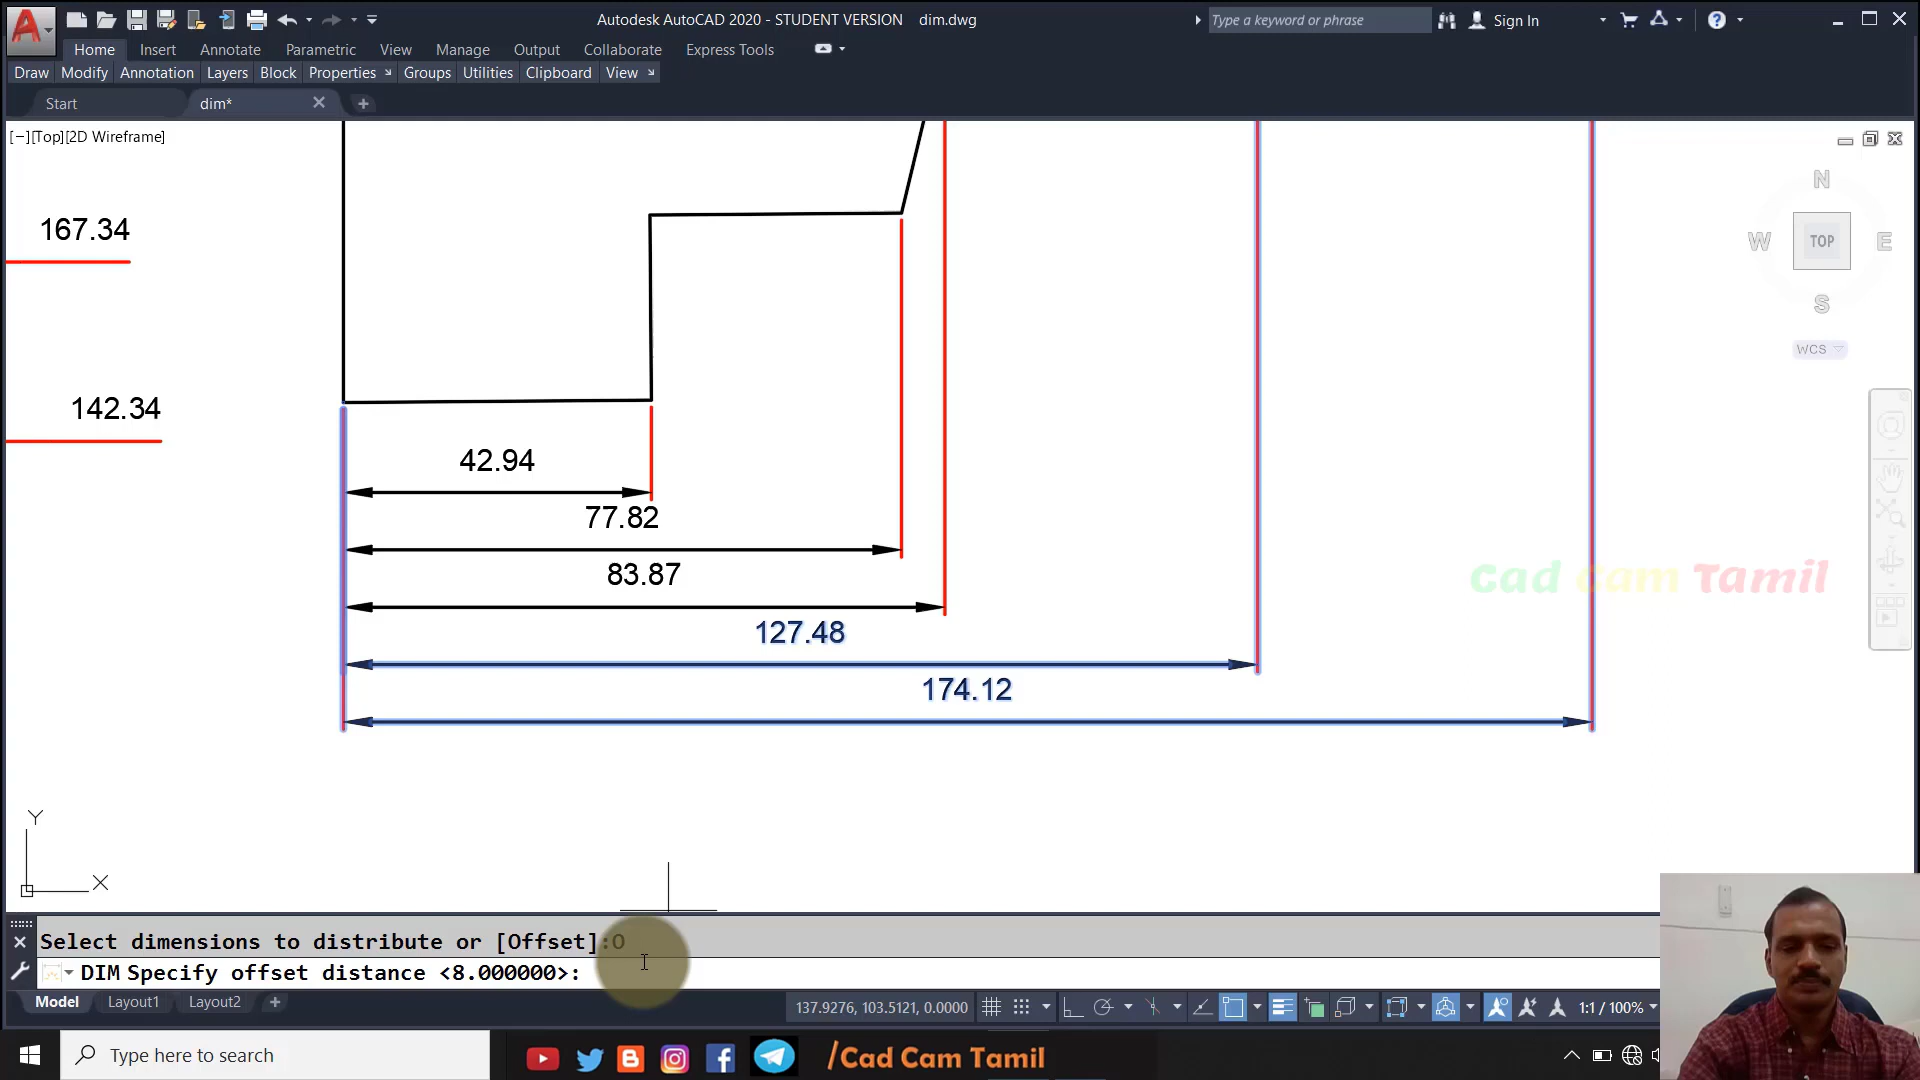 Autodesk AutoCAD 2020 - STUDENT VERSION dim.dwg
Type a keyword or phrase
Sign In
Home Insert Annotate Parametric View Manage Output Collaborate Express Tools
Draw Modify Annotation Layers Block Properties Groups Utilities Clipboard View
Start
dim*
[−][Top][2D Wireframe]
N
W TOP E
S
WCS
167.34
142.34
42.94
77.82
83.87
127.48
174.12
Cad Cam Tamil
Y
X
Select dimensions to distribute or [Offset]:O
DIM Specify offset distance <8.000000>:
Model Layout1 Layout2
137.9276, 103.5121, 0.0000
1:1 / 100%
Type here to search
/Cad Cam Tamil